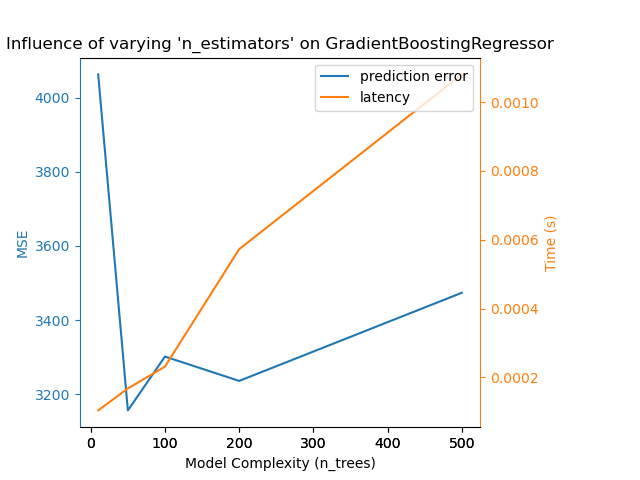 Influence of varying 'n_estimators' on GradientBoostingRegressor
prediction error
latency
4000
3800
3600
3400
3200
MSE
0.0010
0.0008
0.0006
0.0004
0.0002
Time (s)
0 100 200 300 400 500
Model Complexity (n_trees)